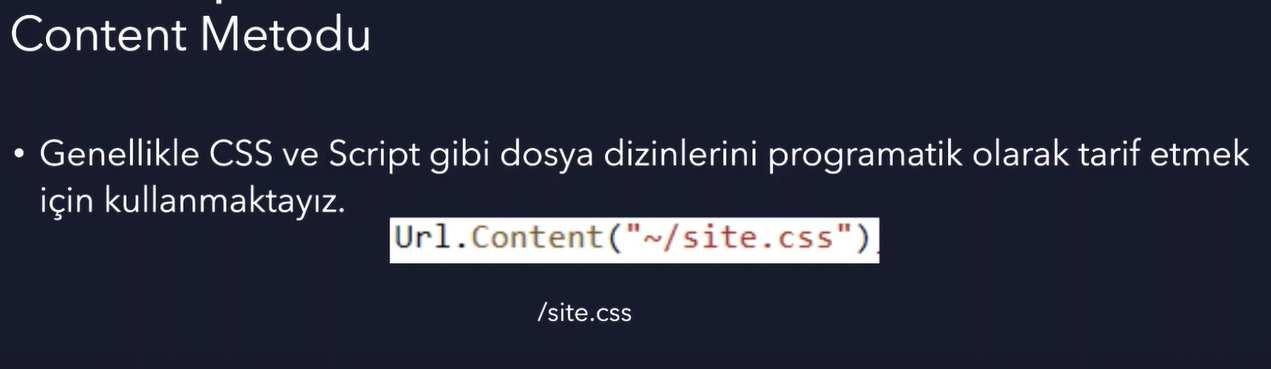 Content Metodu
• Genellikle CSS ve Script gibi dosya dizinlerini programatik olarak tarif etmek
için kullanmaktayız.
Url.Content("~/site.css")
/site.css